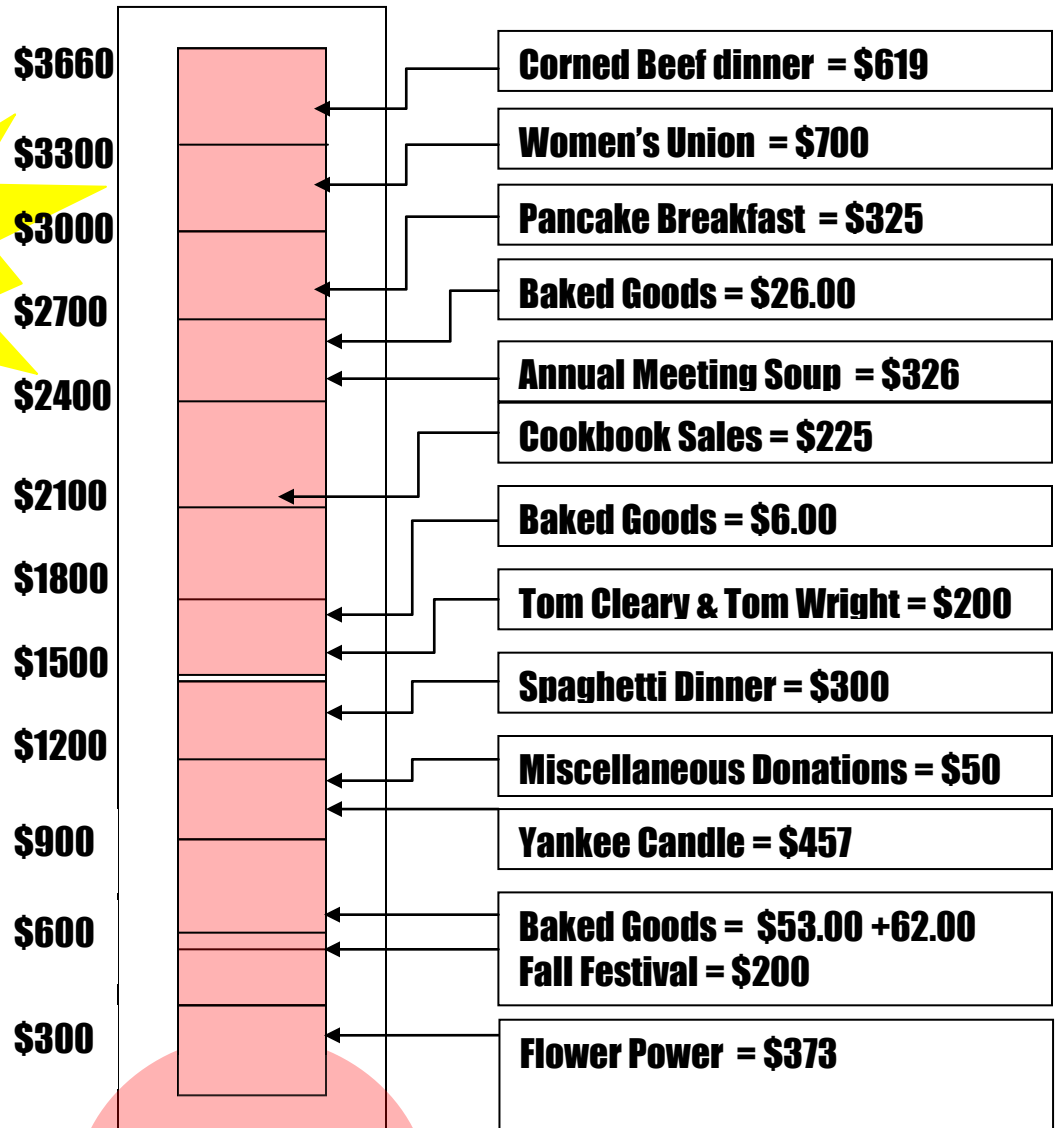 $3660
Corned Beef dinner = $619
$3300
Women's Union = $700
$3000
Pancake Breakfast = $325
$2700
Baked Goods = $26.00
$2400
Annual Meeting Soup = $326
Cookbook Sales = $225
$2100
Baked Goods = $6.00
$1800
Tom Cleary & Tom Wright = $200
$1500
Spaghetti Dinner = $300
$1200
Miscellaneous Donations = $50
$900
Yankee Candle = $457
$600
Baked Goods = $53.00 +62.00
Fall Festival = $200
$300
Flower Power = $373